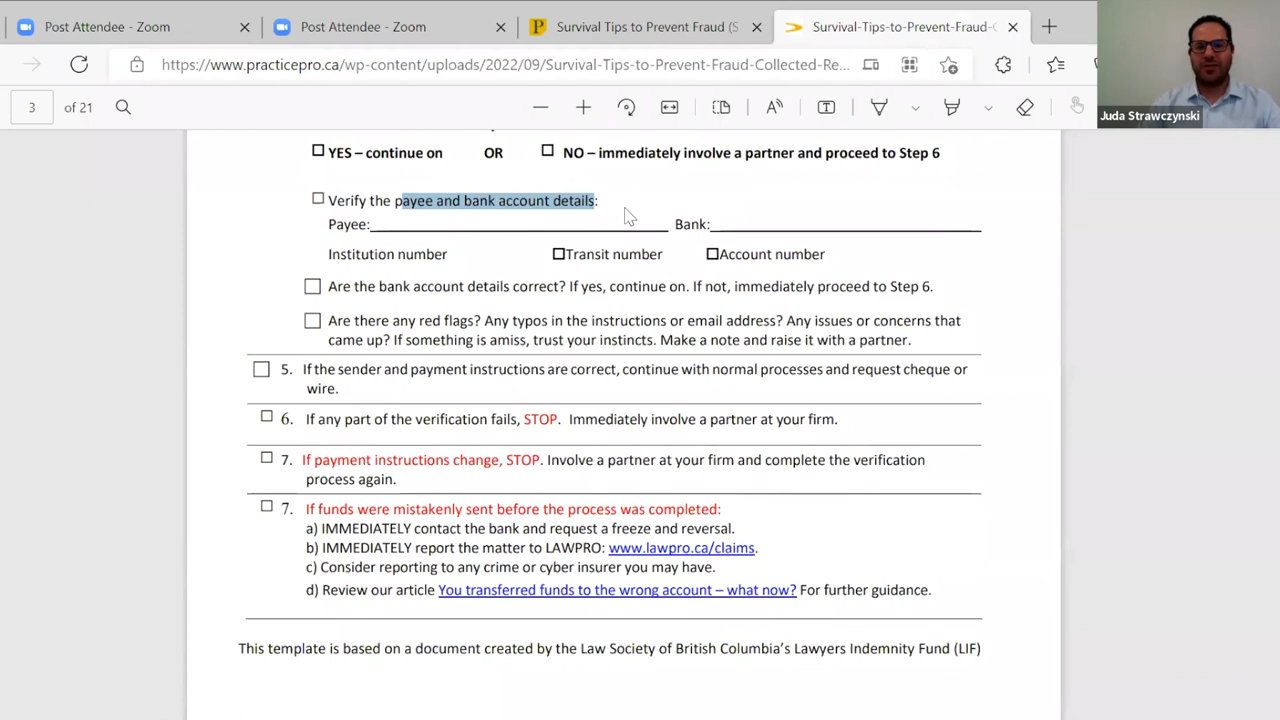 Post Attendee - Zoom
Post Attendee - Zoom
Survival Tips to Prevent Fraud (S
Survival-Tips-to-Prevent-Fraud-C
https://www.practicepro.ca/wp-content/uploads/2022/09/Survival-Tips-to-Prevent-Fraud-Collected-Re...
3 of 21
Juda Strawczynski
YES – continue on OR NO – immediately involve a partner and proceed to Step 6
Verify the payee and bank account details:
Payee: Bank:
Institution number Transit number Account number
Are the bank account details correct? If yes, continue on. If not, immediately proceed to Step 6.
Are there any red flags? Any typos in the instructions or email address? Any issues or concerns that
came up? If something is amiss, trust your instincts. Make a note and raise it with a partner.
5. If the sender and payment instructions are correct, continue with normal processes and request cheque or
wire.
6. If any part of the verification fails, STOP. Immediately involve a partner at your firm.
7. If payment instructions change, STOP. Involve a partner at your firm and complete the verification
process again.
7. If funds were mistakenly sent before the process was completed:
a) IMMEDIATELY contact the bank and request a freeze and reversal.
b) IMMEDIATELY report the matter to LAWPRO: www.lawpro.ca/claims.
c) Consider reporting to any crime or cyber insurer you may have.
d) Review our article You transferred funds to the wrong account – what now? For further guidance.
This template is based on a document created by the Law Society of British Columbia's Lawyers Indemnity Fund (LIF)